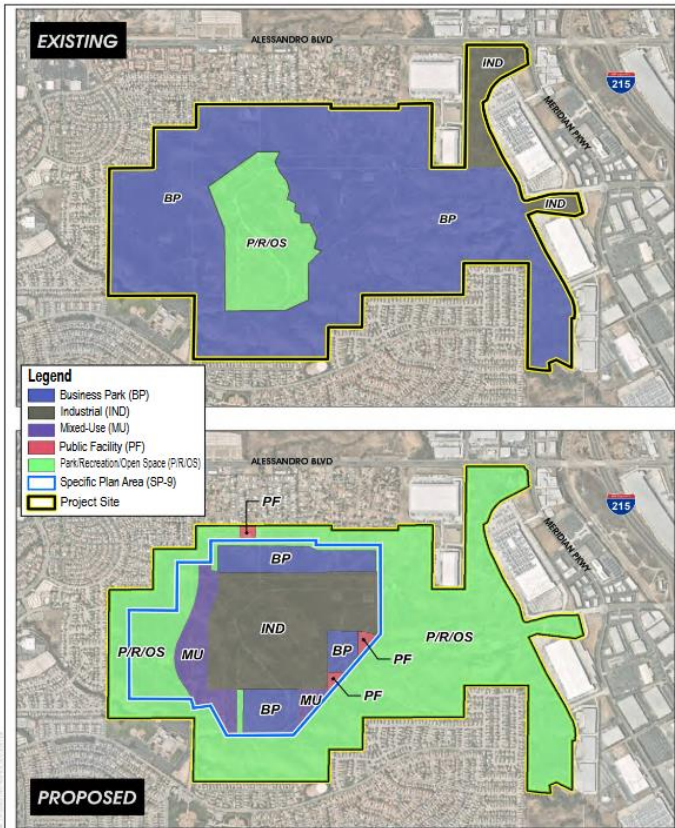 EXISTING
ALESSANDRO BLVD
IND
215
MERIDIAN PKWY
BP
IND
BP
P/R/OS
Legend
Business Park (BP)
Industrial (IND)
Mixed-Use (MU)
Public Facility (PF)
Park/Recreation/Open Space (P/R/OS)
Specific Plan Area (SP-9)
Project Site
ALESSANDRO BLVD
215
PF
MERIDIAN PKWY
BP
IND
P/R/OS
P/R/OS
MU
BP
PF
PF
BP
MU
PROPOSED